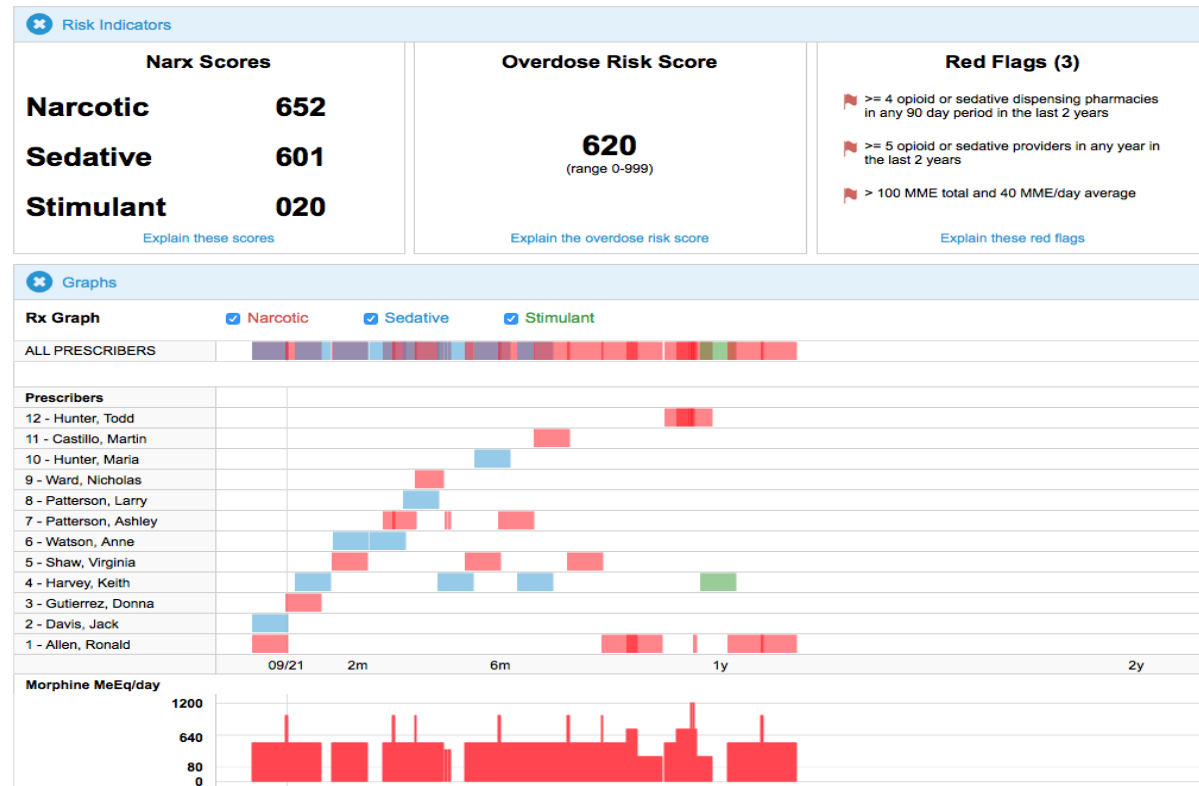 Risk Indicators
Narx Scores
Narcotic 652
Sedative 601
Stimulant 020
Explain these scores
Overdose Risk Score
620
(range 0-999)
Explain the overdose risk score
Red Flags (3)
>= 4 opioid or sedative dispensing pharmacies
in any 90 day period in the last 2 years
>= 5 opioid or sedative providers in any year in
the last 2 years
> 100 MME total and 40 MME/day average
Explain these red flags
Graphs
Rx Graph Narcotic Sedative Stimulant
ALL PRESCRIBERS
Prescribers
12 - Hunter, Todd
11 - Castillo, Martin
10 - Hunter, Maria
9 - Ward, Nicholas
8 - Patterson, Larry
7 - Patterson, Ashley
6 - Watson, Anne
5 - Shaw, Virginia
4 - Harvey, Keith
3 - Gutierrez, Donna
2 - Davis, Jack
1 - Allen, Ronald
09/21 2m 6m 1y 2y
Morphine MeEq/day
1200
640
80
0